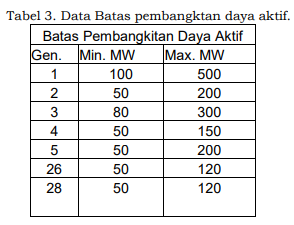 Tabel 3. Data Batas pembangktan daya aktif.
Batas Pembangkitan Daya Aktif
Gen. Min. MW Max. MW
1 100 500
2 50 200
3 80 300
4 50 150
5 50 200
26 50 120
28 50 120